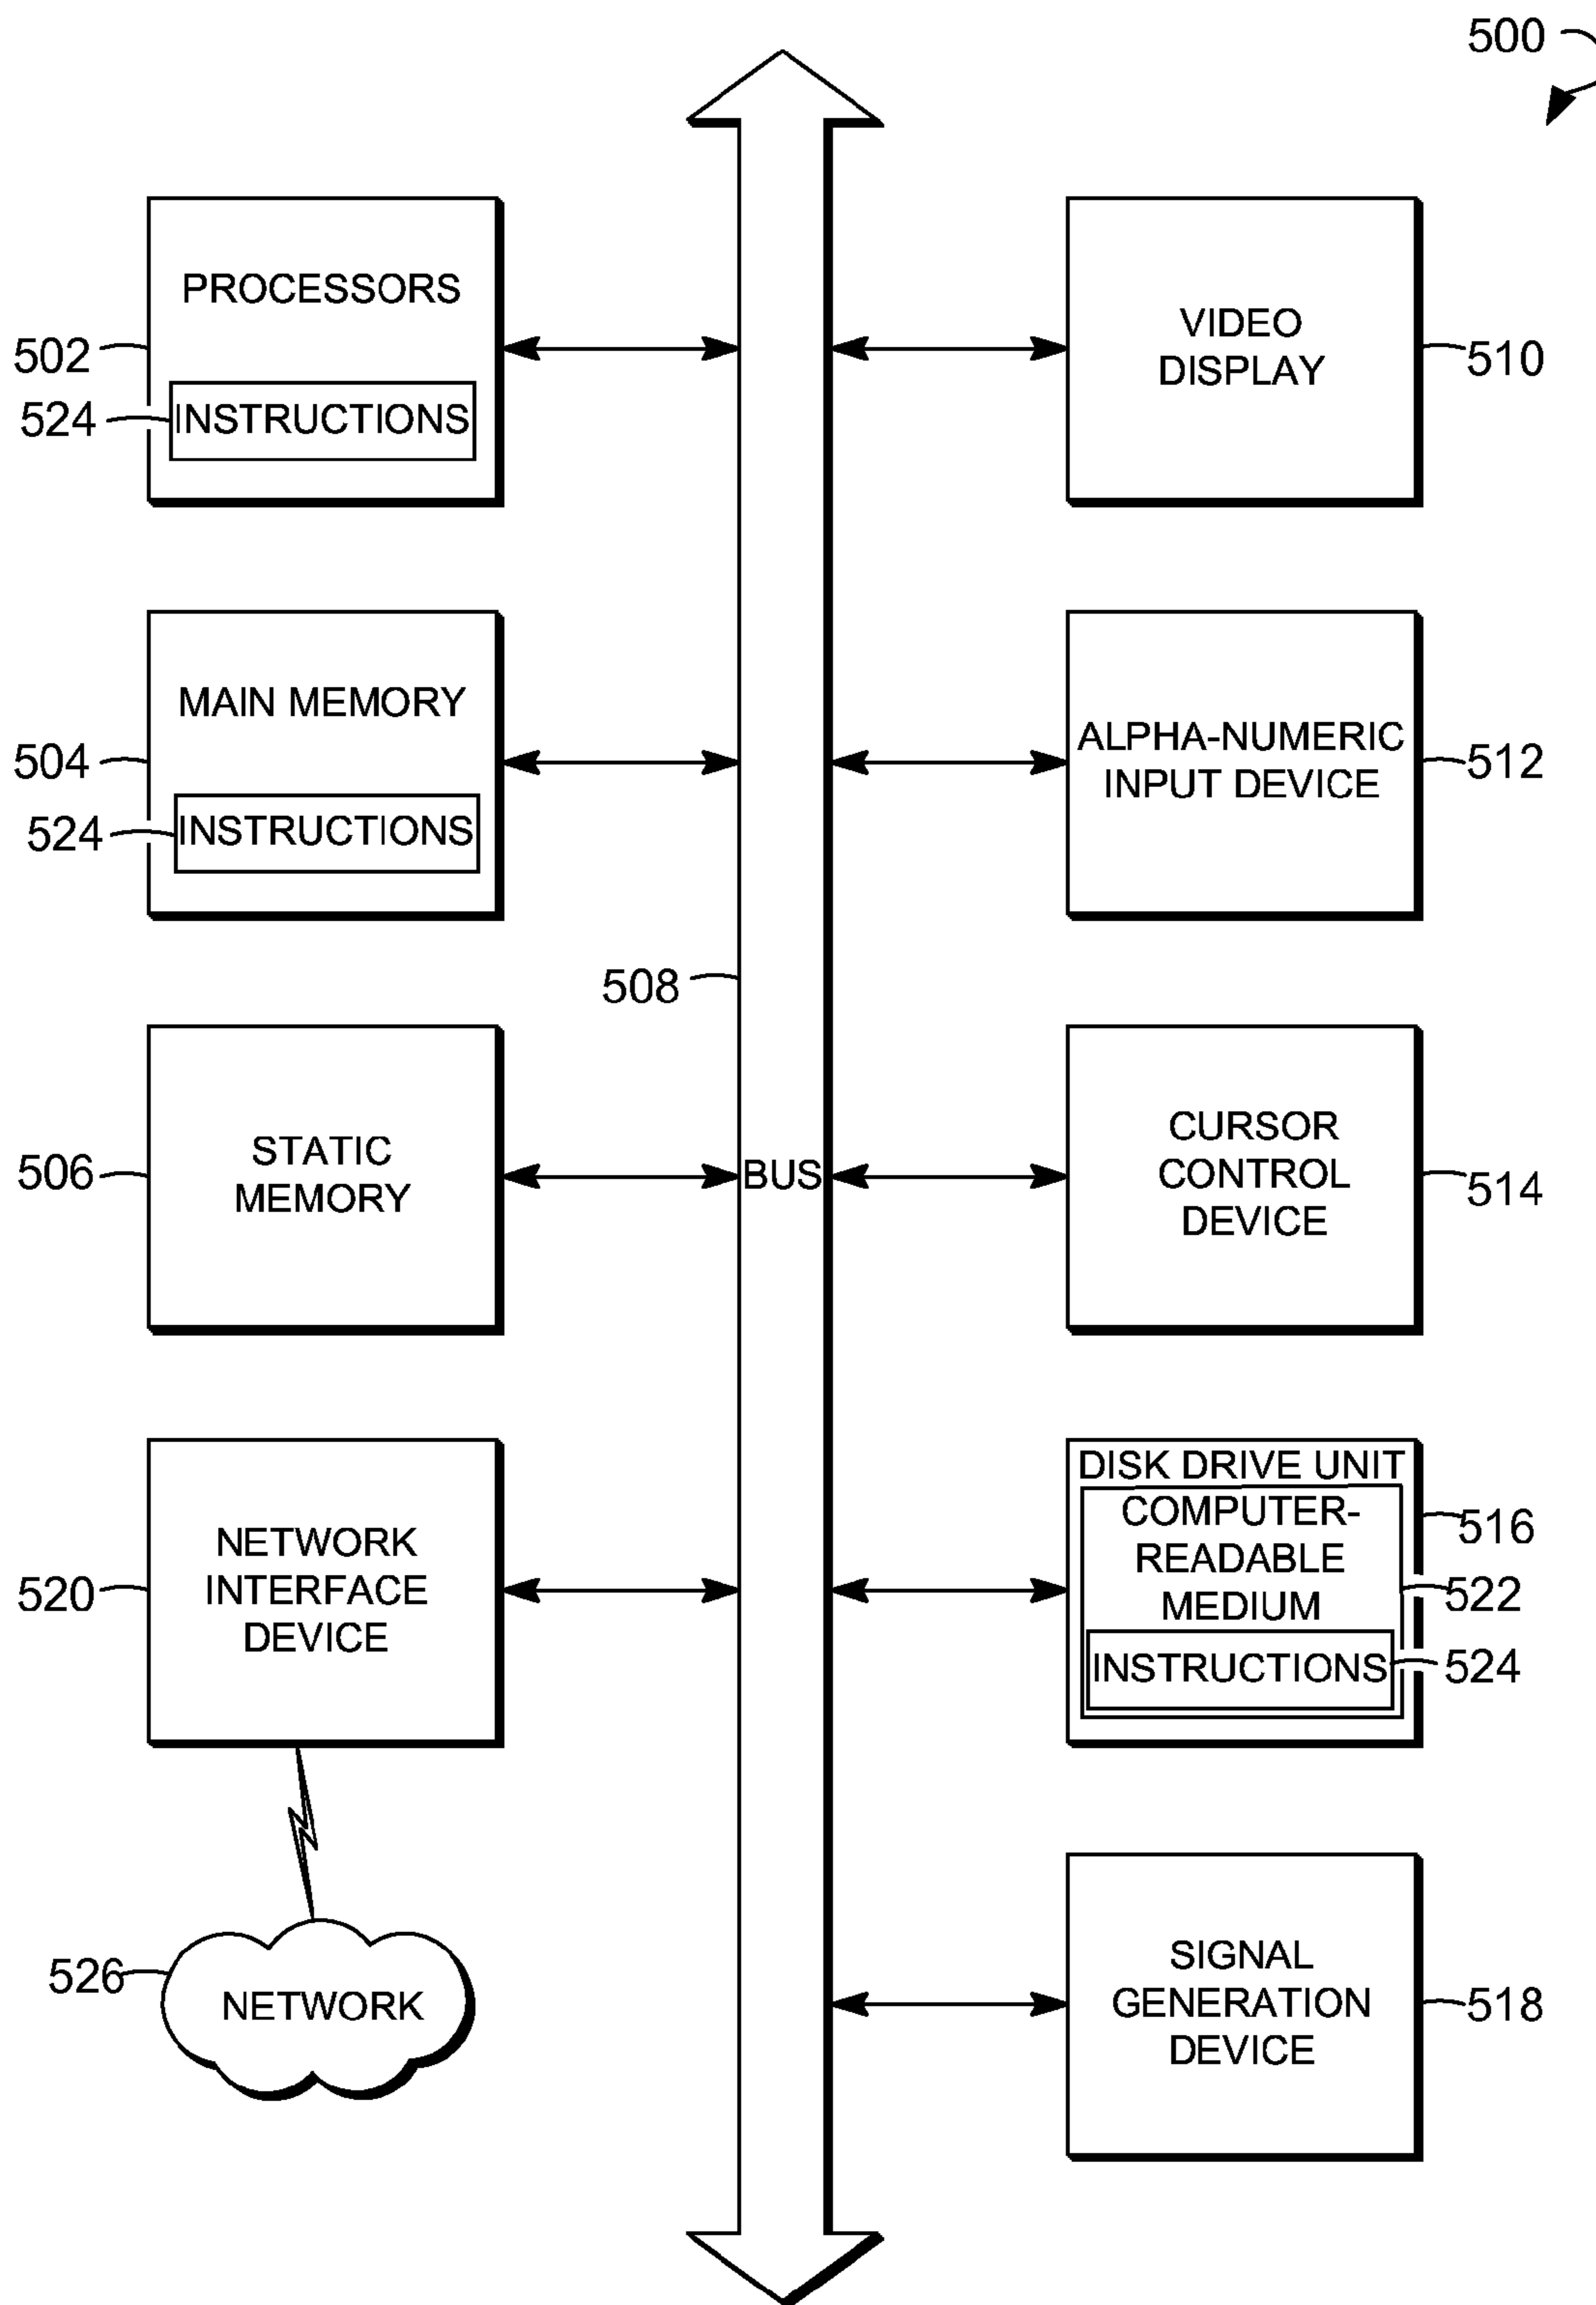 500
PROCESSORS
502
524
INSTRUCTIONS
VIDEO
DISPLAY
510
MAIN MEMORY
504
524
INSTRUCTIONS
ALPHA-NUMERIC
INPUT DEVICE
512
508
STATIC
MEMORY
506
BUS
CURSOR
CONTROL
DEVICE
514
NETWORK
INTERFACE
DEVICE
520
DISK DRIVE UNIT
COMPUTER-
READABLE
MEDIUM
INSTRUCTIONS
516
522
524
526
NETWORK
SIGNAL
GENERATION
DEVICE
518